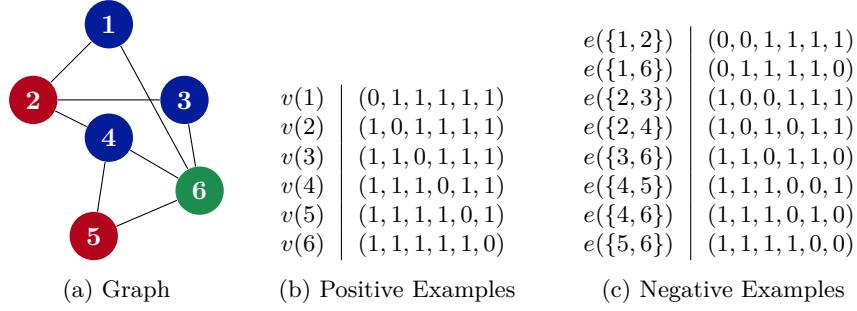 1
2
3
4
6
5
(a) Graph
v(1) (0, 1, 1, 1, 1, 1)
v(2) (1, 0, 1, 1, 1, 1)
v(3) (1, 1, 0, 1, 1, 1)
v(4) (1, 1, 1, 0, 1, 1)
v(5) (1, 1, 1, 1, 0, 1)
v(6) (1, 1, 1, 1, 1, 0)
(b) Positive Examples
e({1, 2}) (0, 0, 1, 1, 1, 1)
e({1, 6}) (0, 1, 1, 1, 1, 0)
e({2, 3}) (1, 0, 0, 1, 1, 1)
e({2, 4}) (1, 0, 1, 0, 1, 1)
e({3, 6}) (1, 1, 0, 1, 1, 0)
e({4, 5}) (1, 1, 1, 0, 0, 1)
e({4, 6}) (1, 1, 1, 0, 1, 0)
e({5, 6}) (1, 1, 1, 1, 0, 0)
(c) Negative Examples